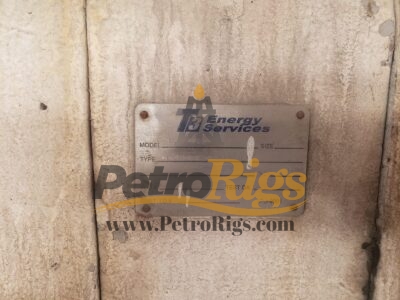 Energy
Services
MODEL SIZE
TYPE
PetroRigs
www.PetroRigs.com